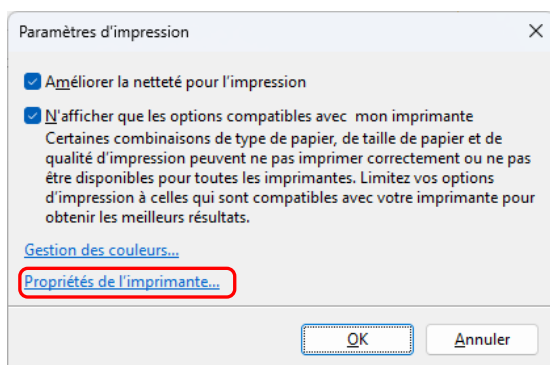 Paramètres d'impression
Améliorer la netteté pour l'impression
N'afficher que les options compatibles avec mon imprimante
Certaines combinaisons de type de papier, de taille de papier et de
qualité d'impression peuvent ne pas imprimer correctement ou ne pas
être disponibles pour toutes les imprimantes. Limitez vos options
d'impression à celles qui sont compatibles avec votre imprimante pour
obtenir les meilleurs résultats.
Gestion des couleurs...
Propriétés de l'imprimante...
OK
Annuler